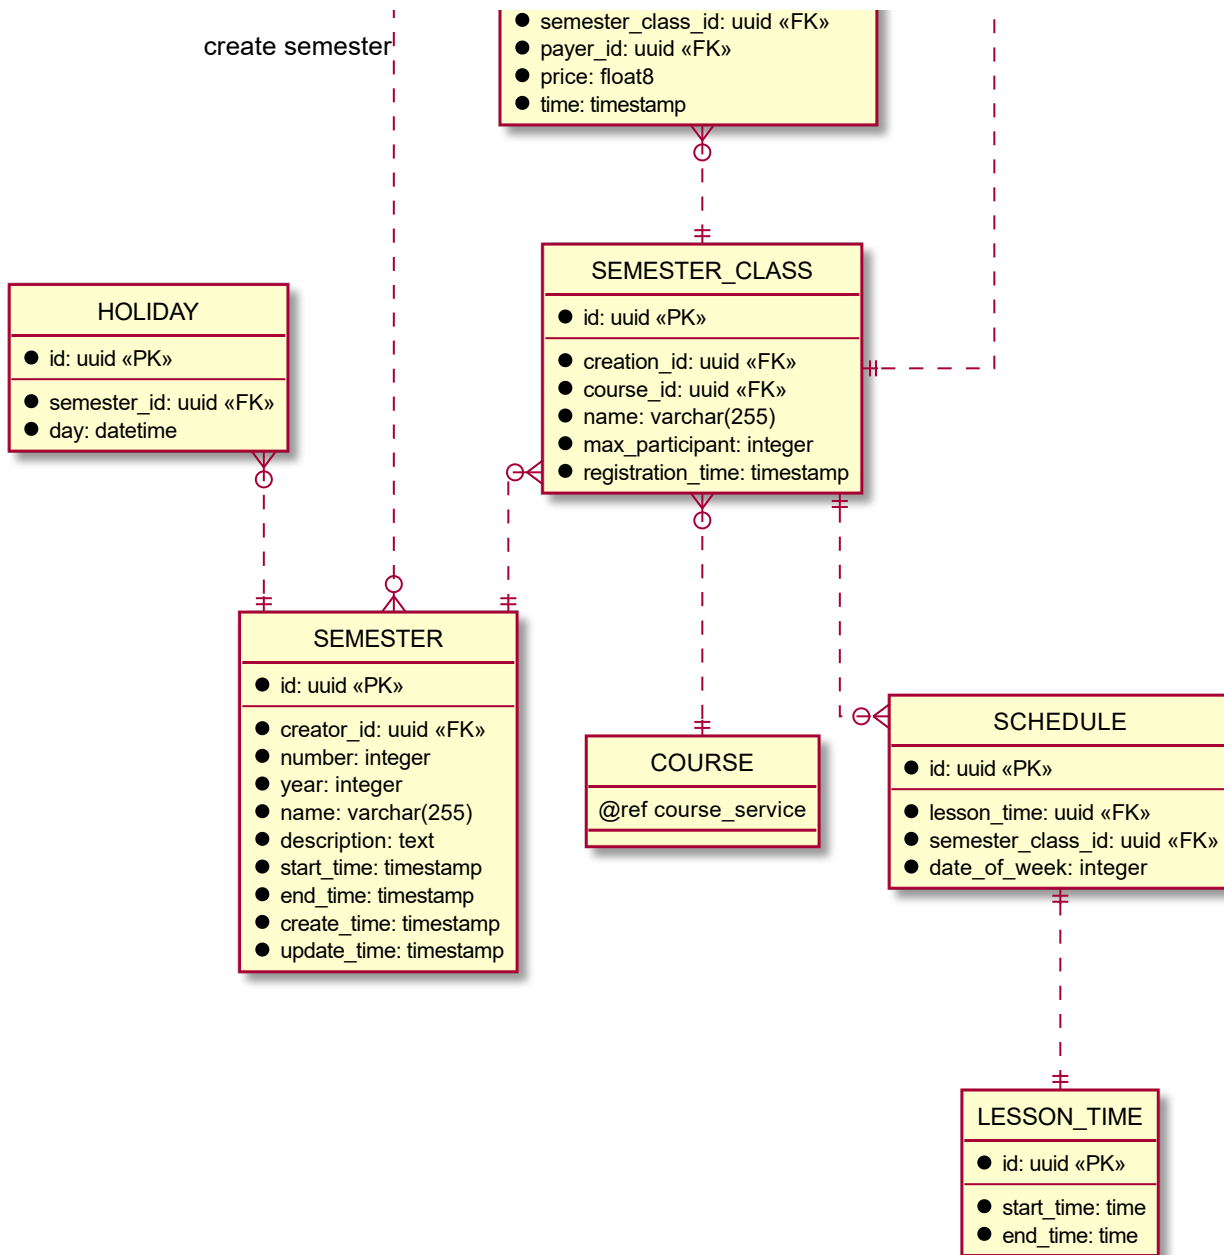 create semester
semester_class_id: uuid «FK»
payer_id: uuid «FK»
price: float8
time: timestamp
SEMESTER_CLASS
id: uuid «PK»
creation_id: uuid «FK»
course_id: uuid «FK»
name: varchar(255)
max_participant: integer
registration_time: timestamp
HOLIDAY
id: uuid «PK»
semester_id: uuid «FK»
day: datetime
SEMESTER
id: uuid «PK»
creator_id: uuid «FK»
number: integer
year: integer
name: varchar(255)
description: text
start_time: timestamp
end_time: timestamp
create_time: timestamp
update_time: timestamp
COURSE
@ref course_service
SCHEDULE
id: uuid «PK»
lesson_time: uuid «FK»
semester_class_id: uuid «FK»
date_of_week: integer
LESSON_TIME
id: uuid «PK»
start_time: time
end_time: time